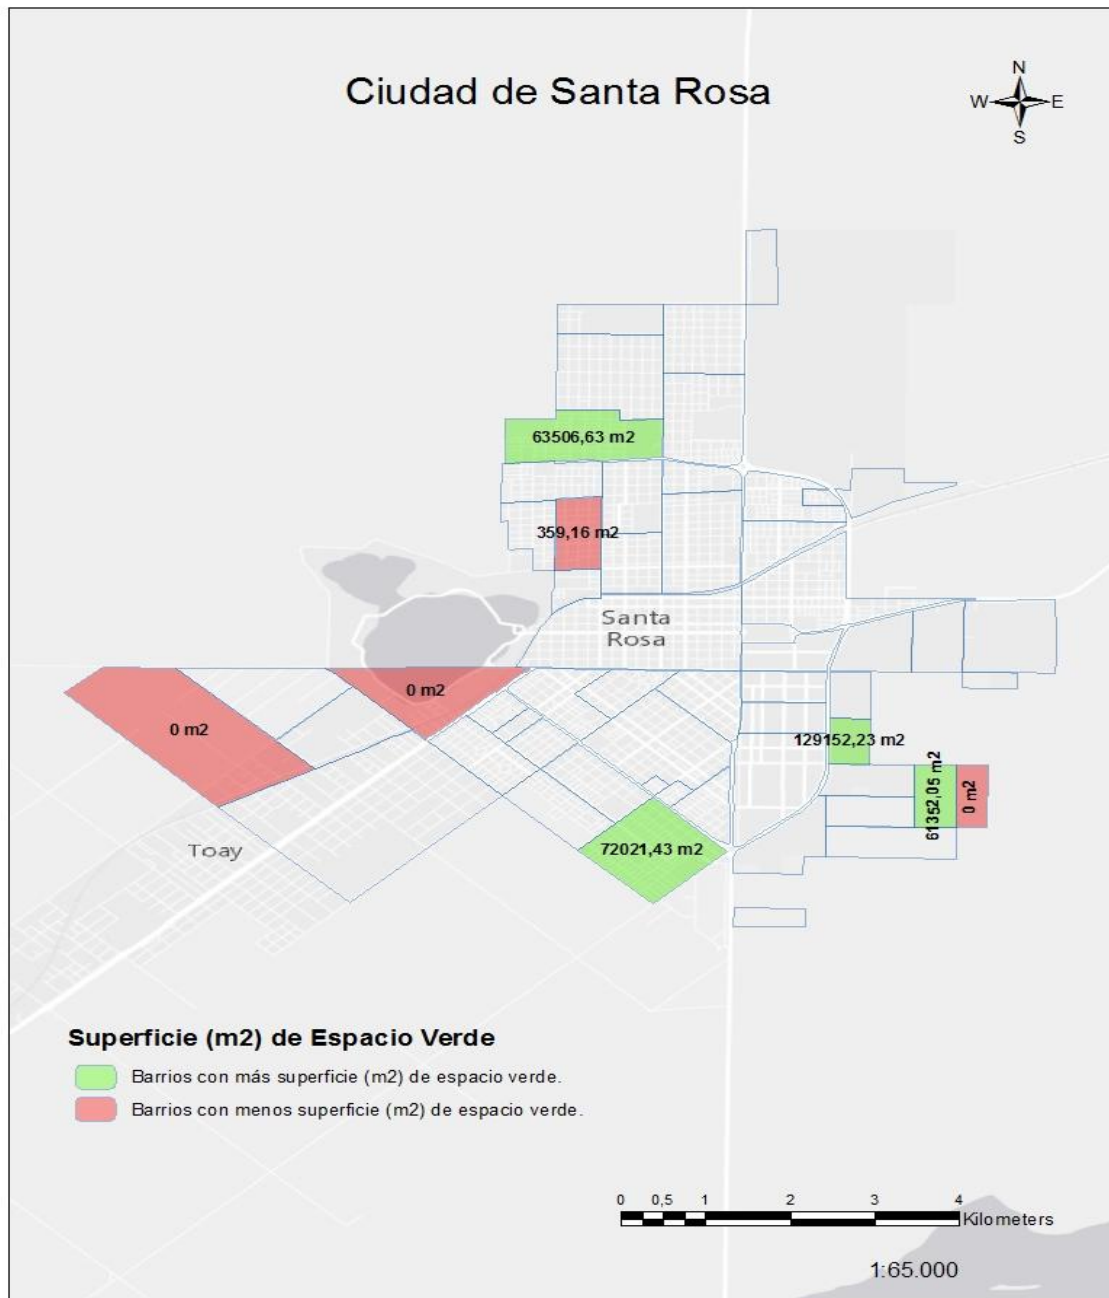 Ciudad de Santa Rosa
N
W
E
S
63506,63 m2
359,16 m2
Santa
Rosa
0 m2
0 m2
129152,23 m2
61352,05 m2
0 m2
72021,43 m2
Toay
Superficie (m2) de Espacio Verde
Barrios con más superficie (m2) de espacio verde.
Barrios con menos superficie (m2) de espacio verde.
0 0,5 1 2 3 4
Kilometers
1:65.000